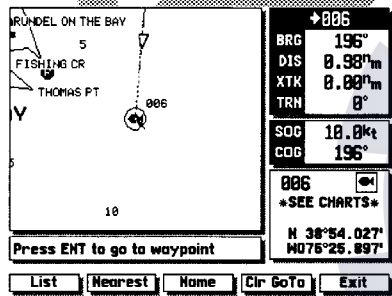 ARUNDEL ON THE BAY
5
FISHING CR
THOMAS PT
006
Y
10
Press ENT to go to waypoint
→006
BRG 196°
DIS 0.98nm
XTK 0.00nm
TRN 0°
SOG 10.0kt
COG 196°
006
*SEE CHARTS*
N 38°54.027'
W076°25.897'
List Nearest Name Clr GoTo Exit